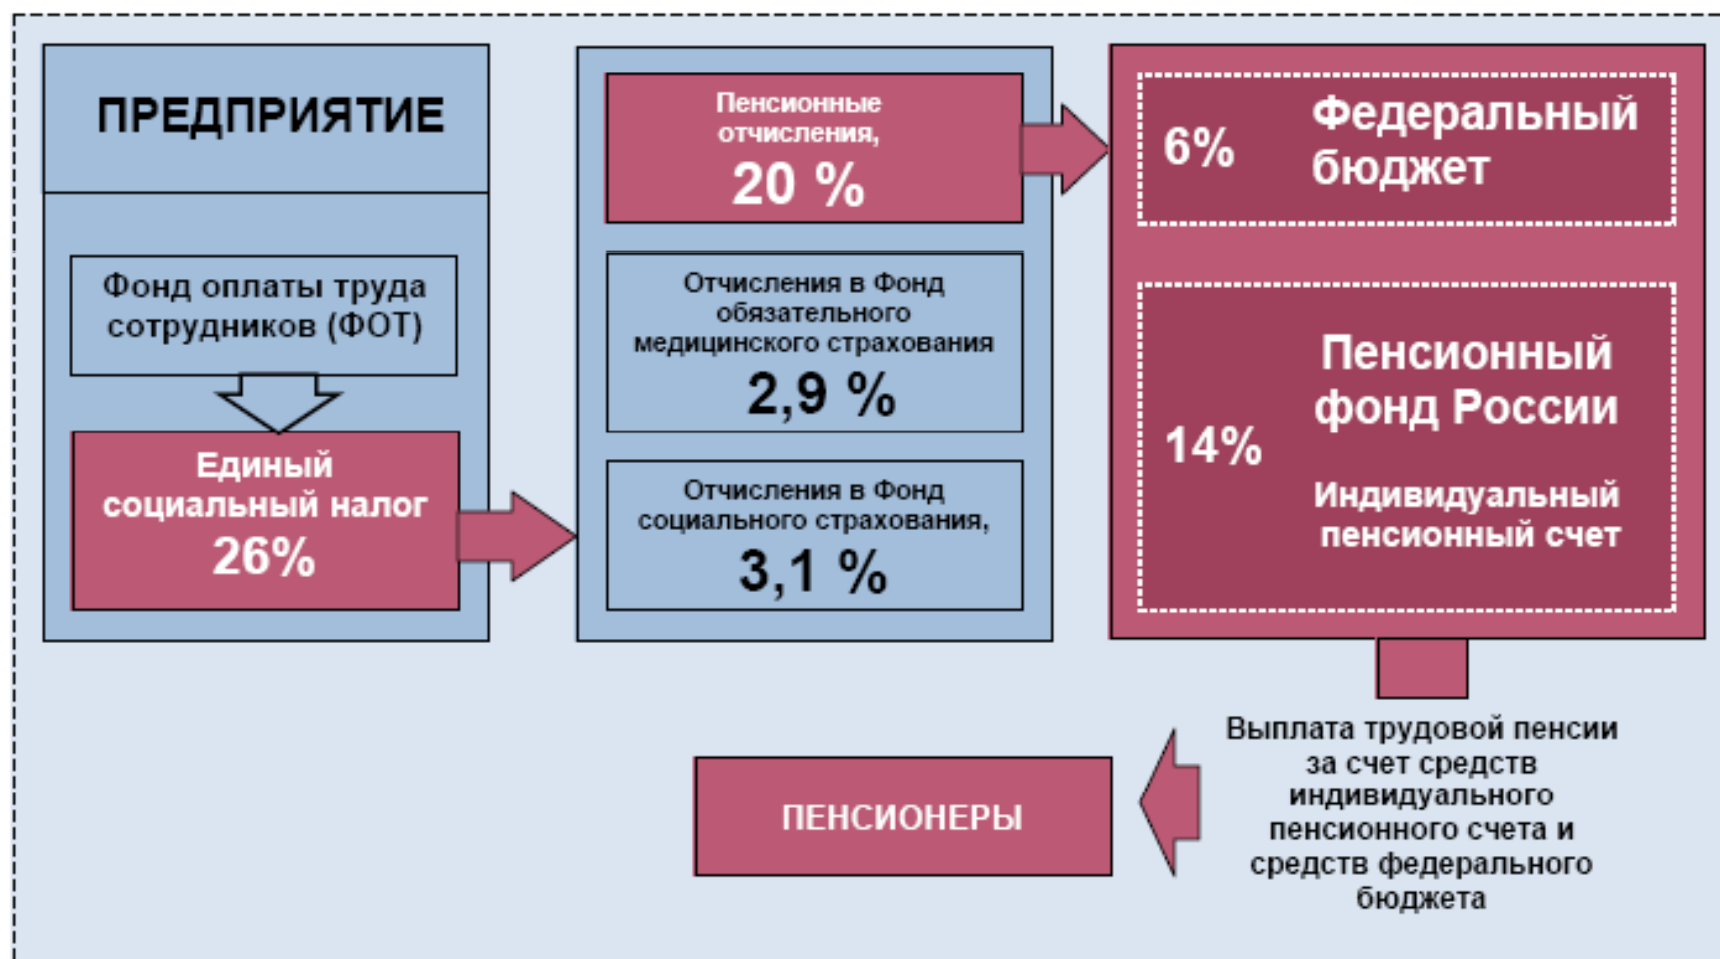 ПРЕДПРИЯТИЕ
Фонд оплаты труда
сотрудников (ФОТ)
Единый
социальный налог
26%
Пенсионные
отчисления,
20 %
Отчисления в Фонд
обязательного
медицинского страхования
2,9 %
Отчисления в Фонд
социального страхования,
3,1 %
6%
Федеральный
бюджет
14%
Пенсионный
фонд России
Индивидуальный
пенсионный счет
Выплата трудовой пенсии
за счет средств
индивидуального
пенсионного счета и
средств федерального
бюджета
ПЕНСИОНЕРЫ